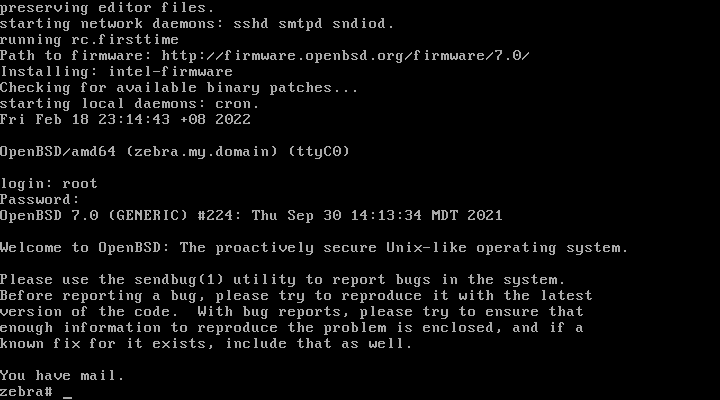 preserving editor files.
starting network daemons: sshd smtpd sndiod.
running rc.firsttime
Path to firmware: http://firmware.openbsd.org/firmware/7.0/
Installing: intel-firmware
Checking for available binary patches...
starting local daemons: cron.
Fri Feb 18 23:14:43 +08 2022
OpenBSD/amd64 (zebra.my.domain) (ttyC0)
login: root
Password:
OpenBSD 7.0 (GENERIC) #224: Thu Sep 30 14:13:34 MDT 2021
Welcome to OpenBSD: The proactively secure Unix-like operating system.
Please use the sendbug(1) utility to report bugs in the system.
Before reporting a bug, please try to reproduce it with the latest
version of the code.  With bug reports, please try to ensure that
enough information to reproduce the problem is enclosed, and if a
known fix for it exists, include that as well.
You have mail.
zebra# _